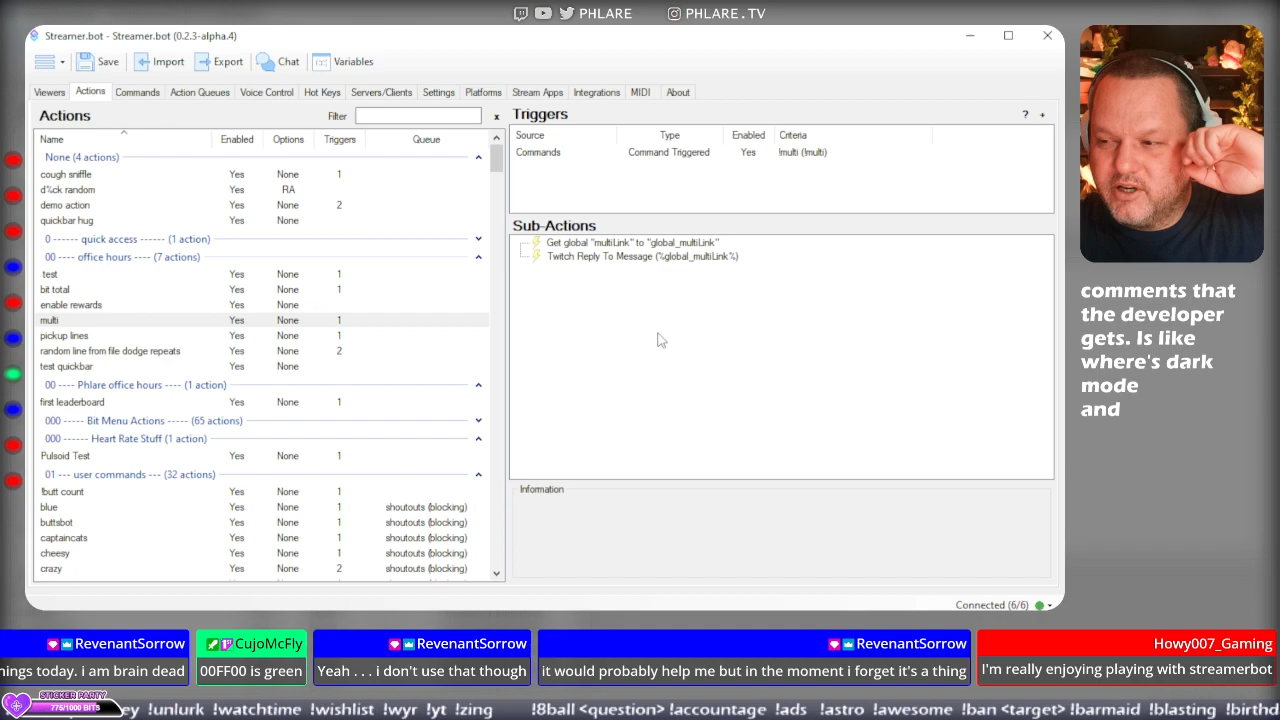 PHLARE
PHLARE.TV
Streamer.bot - Streamer.bot (0.2.3-alpha.4)
Save
Import
Export
Chat
Variables
Viewers
Actions
Commands
Action Queues
Voice Control
Hot Keys
Servers/Clients
Settings
Platforms
Stream Apps
Integrations
MIDI
About
Actions
Filter
x
Name Enabled Options Triggers Queue
None (4 actions)
cough sniffle Yes None 1
d%ck random Yes RA
demo action Yes None 2
quickbar hug Yes None
0 ------ quick access ------ (1 action)
00 ---- office hours ---- (7 actions)
test Yes None 1
bit total Yes None 1
enable rewards Yes None
multi Yes None 1
pickup lines Yes None 1
random line from file dodge repeats Yes None 2
test quickbar Yes None
00 ---- Phlare office hours ---- (1 action)
first leaderboard Yes None 1
000 ----- Bit Menu Actions ----- (65 actions)
000 ------ Heart Rate Stuff (1 action)
Pulsoid Test Yes None 1
01 --- user commands --- (32 actions)
!butt count Yes None 1
blue Yes None 1 shoutouts (blocking)
buttsbot Yes None 1 shoutouts (blocking)
captaincats Yes None 1 shoutouts (blocking)
cheesy Yes None 1 shoutouts (blocking)
crazy Yes None 2 shoutouts (blocking)
Triggers
? +
Source Type Enabled Criteria
Commands Command Triggered Yes !multi (!multi)
Sub-Actions
Get global "multiLink" to "global_multiLink"
Twitch Reply To Message (%global_multiLink%)
Information
Connected (6/6)
comments that
the developer
gets. Is like
where's dark
mode
and
RevenantSorrow
nings today. i am brain dead
CujoMcFly
00FF00 is green
RevenantSorrow
Yeah . . . i don't use that though
RevenantSorrow
it would probably help me but in the moment i forget it's a thing
Howy007_Gaming
I'm really enjoying playing with streamerbot
STICKER PARTY
775/1000 BITS
ey !unlurk !watchtime !wishlist !wyr !yt !zing !8ball <question> !accountage !ads !astro !awesome !ban <target> !barmaid !blasting !birthd